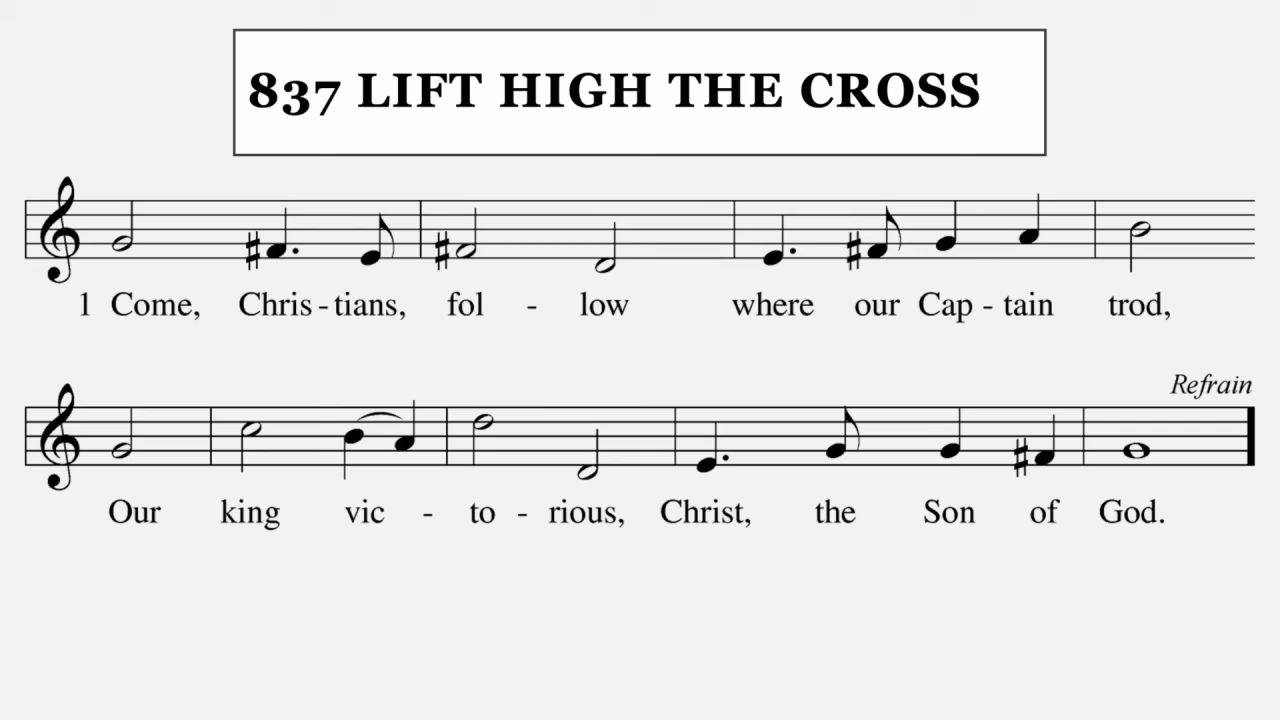 837 LIFT HIGH THE CROSS
1 Come, Chris - tians, fol - low where our Cap - tain trod,
Refrain
Our king vic - to - rious, Christ, the Son of God.